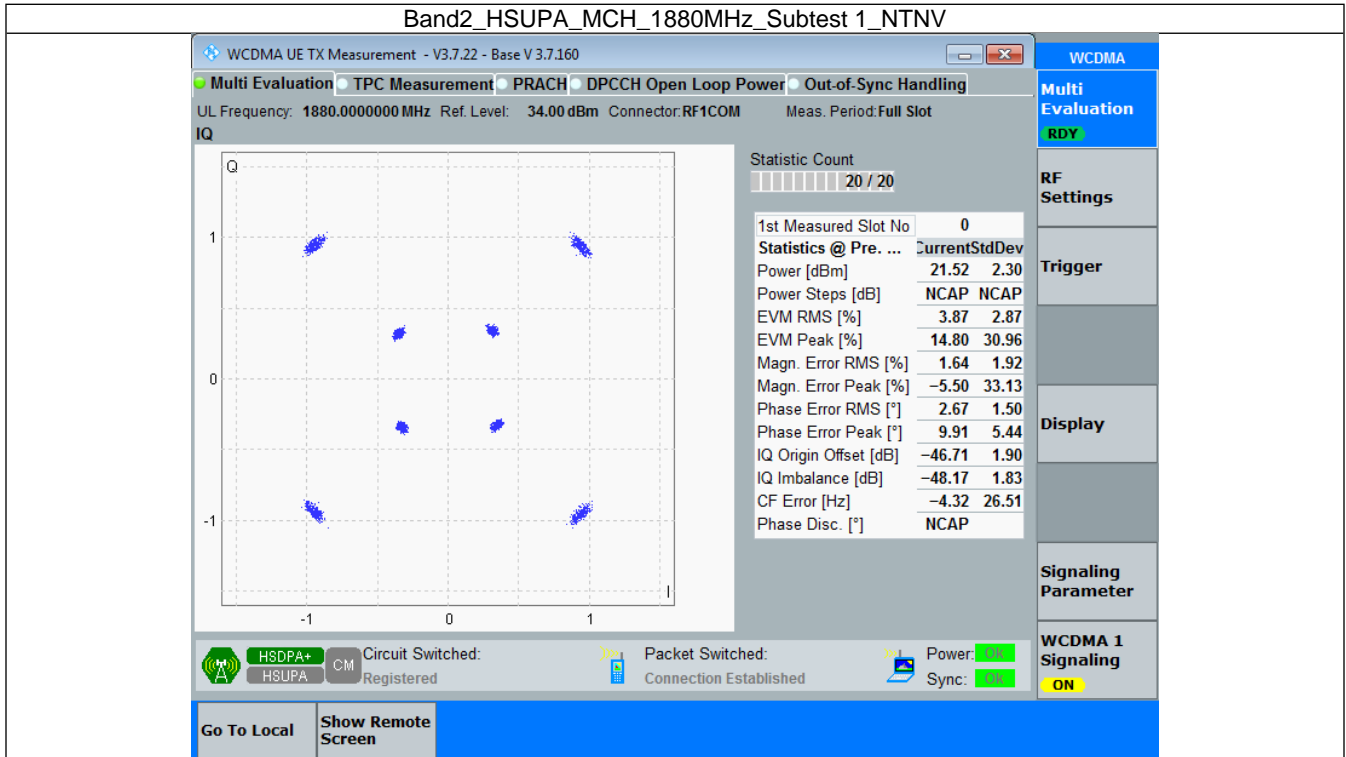 Band2_HSUPA_MCH_1880MHz_Subtest 1_NTNV
WCDMA UE TX Measurement - V3.7.22 - Base V 3.7.160
WCDMA
Multi Evaluation TPC Measurement PRACH DPCCH Open Loop Power Out-of-Sync Handling
Multi
Evaluation
RDY
UL Frequency: 1880.0000000 MHz Ref. Level: 34.00 dBm Connector: RF1COM Meas. Period: Full Slot
IQ
Q
1
0
-1
-1 0 1
I
Statistic Count
20 / 20
1st Measured Slot No 0
Statistics @ Pre. ... Current StdDev
Power [dBm] 21.52 2.30
Power Steps [dB] NCAP NCAP
EVM RMS [%] 3.87 2.87
EVM Peak [%] 14.80 30.96
Magn. Error RMS [%] 1.64 1.92
Magn. Error Peak [%] −5.50 33.13
Phase Error RMS [°] 2.67 1.50
Phase Error Peak [°] 9.91 5.44
IQ Origin Offset [dB] −46.71 1.90
IQ Imbalance [dB] −48.17 1.83
CF Error [Hz] −4.32 26.51
Phase Disc. [°] NCAP
RF
Settings
Trigger
Display
Signaling
Parameter
WCDMA 1
Signaling
ON
HSDPA+
HSUPA
CM
Circuit Switched:
Registered
Packet Switched:
Connection Established
Power: Ok
Sync: Ok
Go To Local
Show Remote
Screen